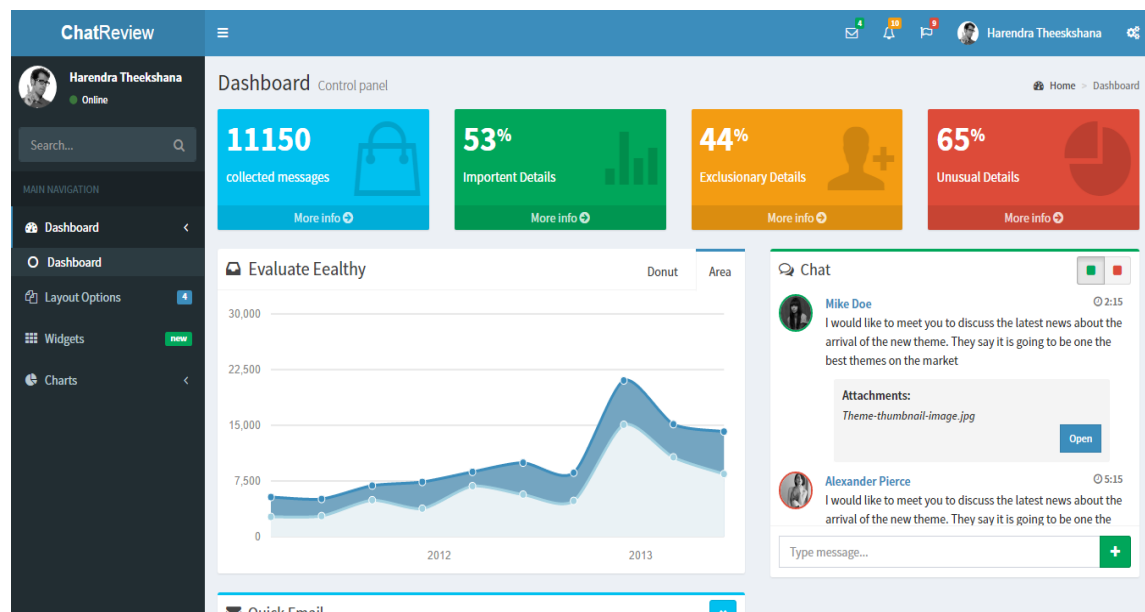 ChatReview
4
10
9
Harendra Theeskshana
Harendra Theekshana
Online
Search...
MAIN NAVIGATION
Dashboard
Dashboard
Layout Options 4
Widgets new
Charts
Dashboard Control panel
Home > Dashboard
11150
collected messages
More info
53%
Importent Details
More info
44%
Exclusionary Details
More info
65%
Unusual Details
More info
Evaluate Eealthy
Donut Area
30,000
22,500
15,000
7,500
0
2012 2013
Chat
Mike Doe 2:15
I would like to meet you to discuss the latest news about the
arrival of the new theme. They say it is going to be one the
best themes on the market
Attachments:
Theme-thumbnail-image.jpg
Open
Alexander Pierce 5:15
I would like to meet you to discuss the latest news about the
arrival of the new theme. They say it is going to be one the
Type message...
Quick Email